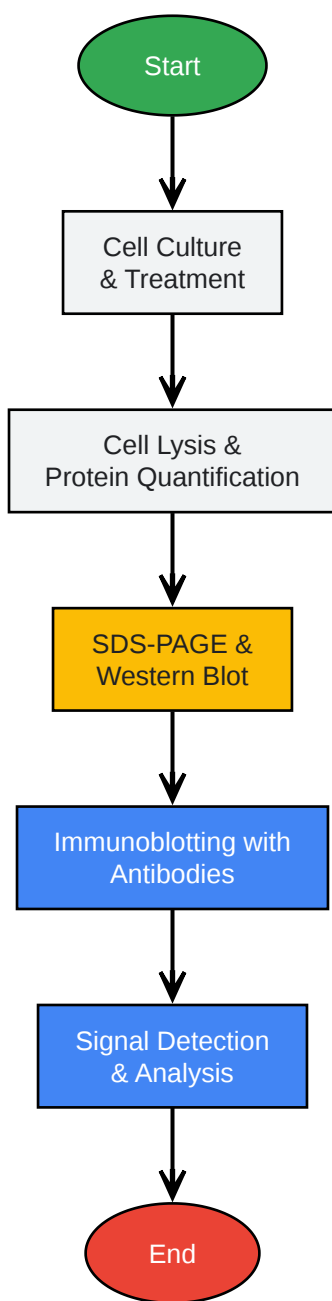 Start
Cell Culture
& Treatment
Cell Lysis &
Protein Quantification
SDS-PAGE &
Western Blot
Immunoblotting with
Antibodies
Signal Detection
& Analysis
End